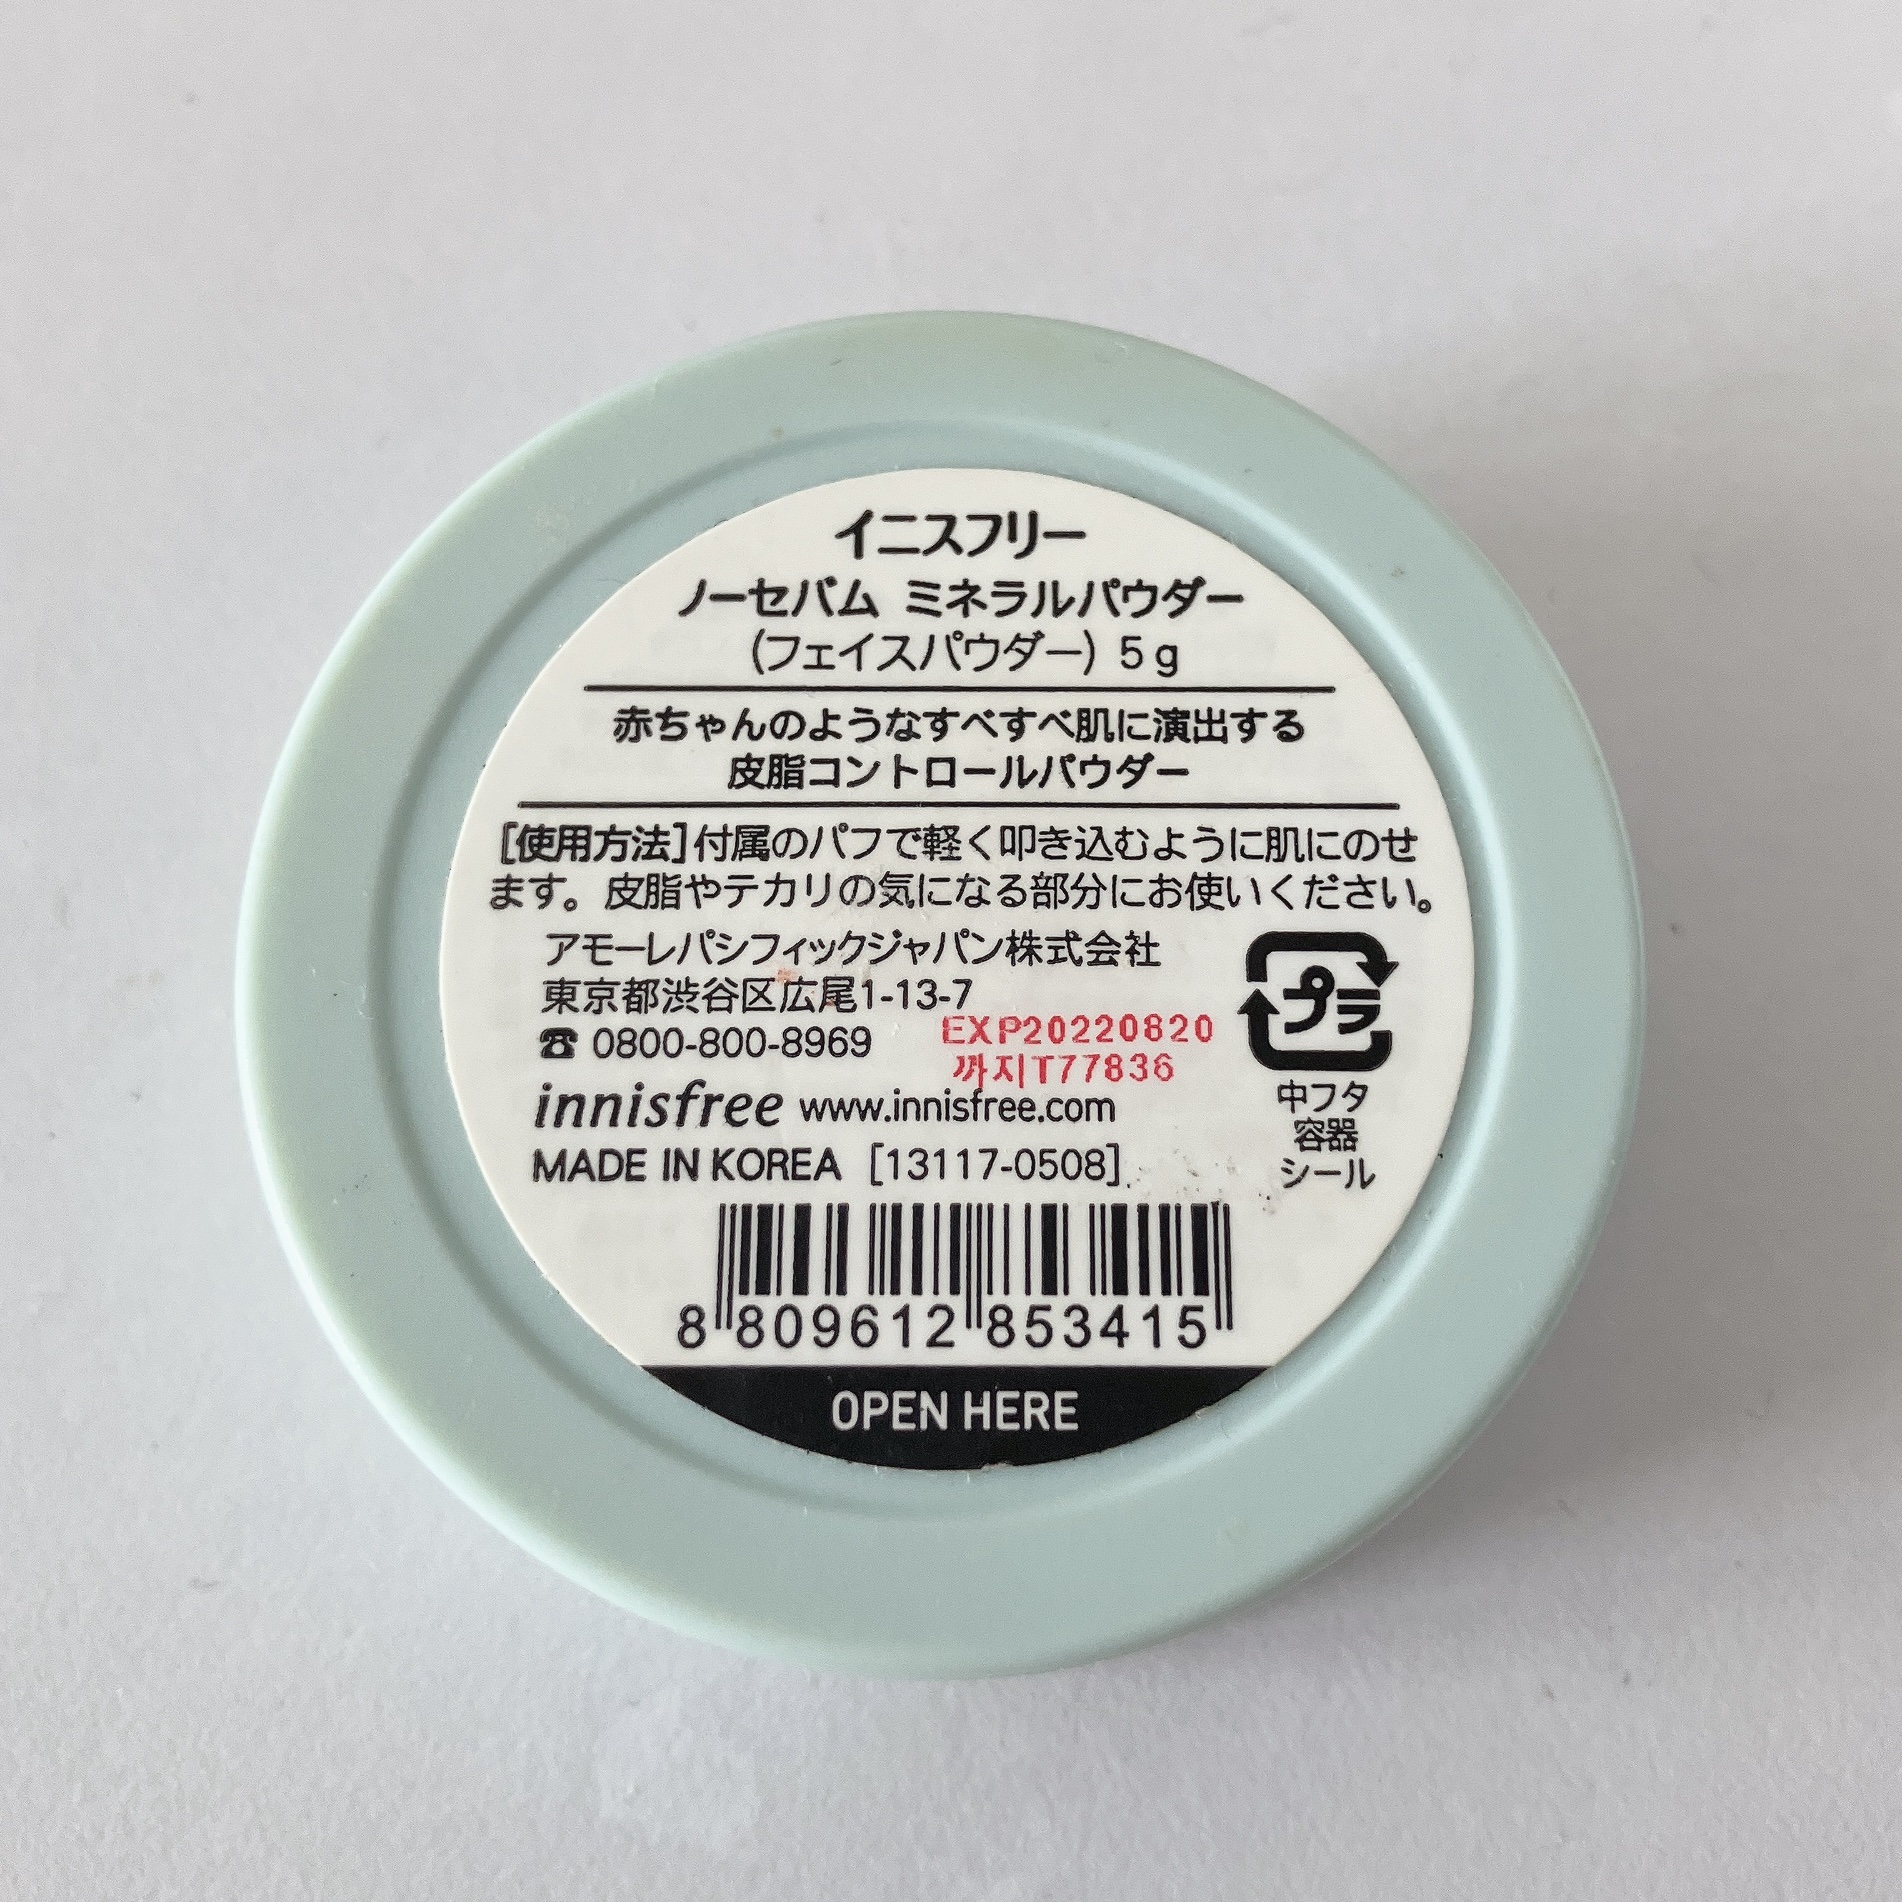 イニスフリー
ノーセバム ミネラルパウダー
(フェイスパウダー) 5g
赤ちゃんのようなすべすべ肌に演出する
皮脂コントロールパウダー
[使用方法]付属のパフで軽く叩き込むように肌にのせ
ます。皮脂やテカリの気になる部分にお使いください。
アモーレパシフィックジャパン株式会社
東京都渋谷区広尾1-13-7
☎ 0800-800-8969
EXP20220820
까지T77836
innisfree www.innisfree.com
MADE IN KOREA [13117-0508]
プラ
中フタ
容器
シール
8 809612 853415
OPEN HERE